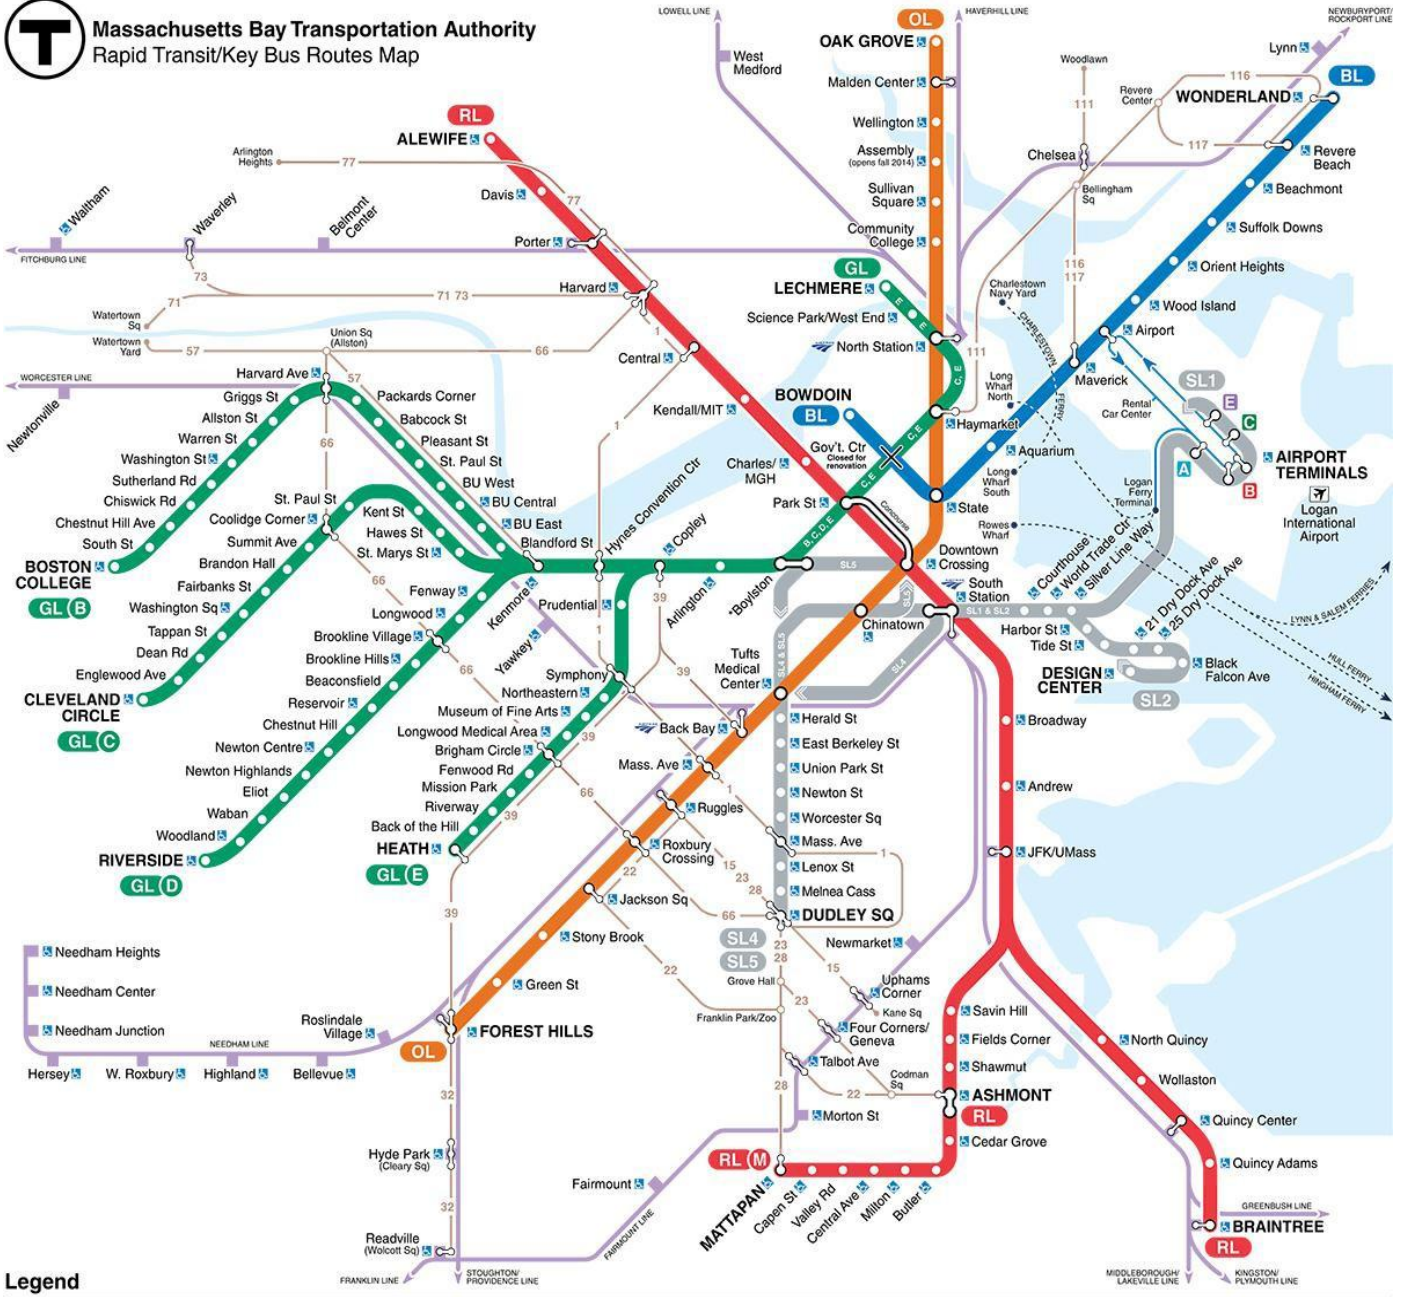 T
Massachusetts Bay Transportation Authority
Rapid Transit/Key Bus Routes Map
LOWELL LINE
HAVERHILL LINE
NEWBURYPORT/
ROCKPORT LINE
OL
OAK GROVE
West
Medford
Malden Center
Wellington
Assembly
(opens fall 2014)
Sullivan
Square
Community
College
Lynn
BL
WONDERLAND
Woodlawn
111
Revere
Center
116
117
Revere
Beach
Chelsea
Bellingham
Sq
Beachmont
Suffolk Downs
Orient Heights
Wood Island
116
117
Airport
Maverick
RL
ALEWIFE
Arlington
Heights
77
77
Davis
Porter
Harvard
Central
Kendall/MIT
Charles/
MGH
Park St
Waltham
Waverley
Belmont
Center
FITCHBURG LINE
73
71
71 73
Watertown
Sq
Watertown
Yard
57
Union Sq
(Allston)
66
1
1
57
WORCESTER LINE
Newtonville
GL
LECHMERE
E
E
E
Science Park/West End
North Station
C, E
111
BOWDOIN
BL
Haymarket
Gov't. Ctr
Closed for
renovation
C, E
C, E
B, C, D, E
Aquarium
State
Concourse
Charlestown
Navy Yard
CHARLESTOWN
FERRY
Long
Wharf
North
Long
Wharf
South
Rowes
Wharf
Rental
Car Center
SL1
E
C
A
B
AIRPORT
TERMINALS
Logan
International
Airport
Logan
Ferry
Terminal
Harvard Ave
Griggs St
Allston St
Warren St
Washington St
Sutherland Rd
Chiswick Rd
Chestnut Hill Ave
South St
BOSTON
COLLEGE
GL B
66
Packards Corner
Babcock St
Pleasant St
St. Paul St
BU West
BU Central
BU East
Blandford St
Hynes Convention Ctr
Copley
St. Paul St
Coolidge Corner
Summit Ave
Brandon Hall
Fairbanks St
Washington Sq
Tappan St
Dean Rd
Englewood Ave
CLEVELAND
CIRCLE
GL C
Kent St
Hawes St
St. Marys St
66
Kenmore
Fenway
Longwood
Brookline Village
Brookline Hills
Beaconsfield
Reservoir
Chestnut Hill
Newton Centre
Newton Highlands
Eliot
Waban
Woodland
RIVERSIDE
GL D
66
Yawkey
Prudential
1
39
Arlington
*Boylston
SL5
SL5
Downtown
Crossing
South
Station
SL1 & SL2
Courthouse
World Trade Ctr
Silver Line Way
Harbor St
Tide St
21 Dry Dock Ave
25 Dry Dock Ave
Black
Falcon Ave
DESIGN
CENTER
SL2
LYNN & SALEM FERRIES
HULL FERRY
HINGHAM FERRY
Chinatown
SL4 & SL5
SL4
Tufts
Medical
Center
39
Symphony
Northeastern
Museum of Fine Arts
Longwood Medical Area
Brigham Circle
Fenwood Rd
Mission Park
Riverway
Back of the Hill
HEATH
GL E
39
39
66
39
Back Bay
Mass. Ave
Ruggles
Roxbury
Crossing
Jackson Sq
Stony Brook
Green St
FOREST HILLS
OL
1
22
15
23
28
66
22
Herald St
East Berkeley St
Union Park St
Newton St
Worcester Sq
Mass. Ave
1
Lenox St
Melnea Cass
DUDLEY SQ
SL4
SL5
23
28
Grove Hall
23
15
Franklin Park/Zoo
28
Newmarket
Uphams
Corner
Kane Sq
Four Corners/
Geneva
Talbot Ave
Codman
Sq
22
Morton St
Broadway
Andrew
JFK/UMass
Savin Hill
Fields Corner
Shawmut
ASHMONT
RL
Cedar Grove
RL M
MATTAPAN
Capen St
Valley Rd
Central Ave
Milton
Butler
North Quincy
Wollaston
Quincy Center
Quincy Adams
BRAINTREE
RL
GREENBUSH LINE
MIDDLEBOROUGH/
LAKEVILLE LINE
KINGSTON/
PLYMOUTH LINE
Needham Heights
Needham Center
Needham Junction
NEEDHAM LINE
Hersey
W. Roxbury
Highland
Bellevue
Roslindale
Village
32
Hyde Park
(Cleary Sq)
32
Readville
(Wolcott Sq)
Fairmount
FAIRMOUNT LINE
FRANKLIN LINE
STOUGHTON/
PROVIDENCE LINE
Legend